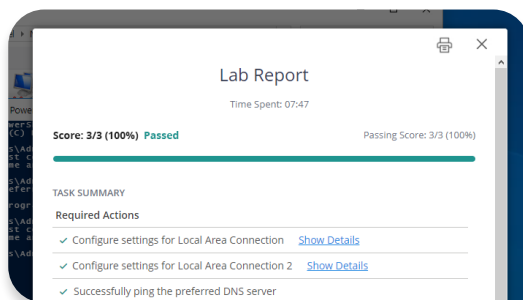 Lab Report
Time Spent: 07:47
Score: 3/3 (100%) Passed
Passing Score: 3/3 (100%)
TASK SUMMARY
Required Actions
Configure settings for Local Area Connection Show Details
Configure settings for Local Area Connection 2 Show Details
Successfully ping the preferred DNS server